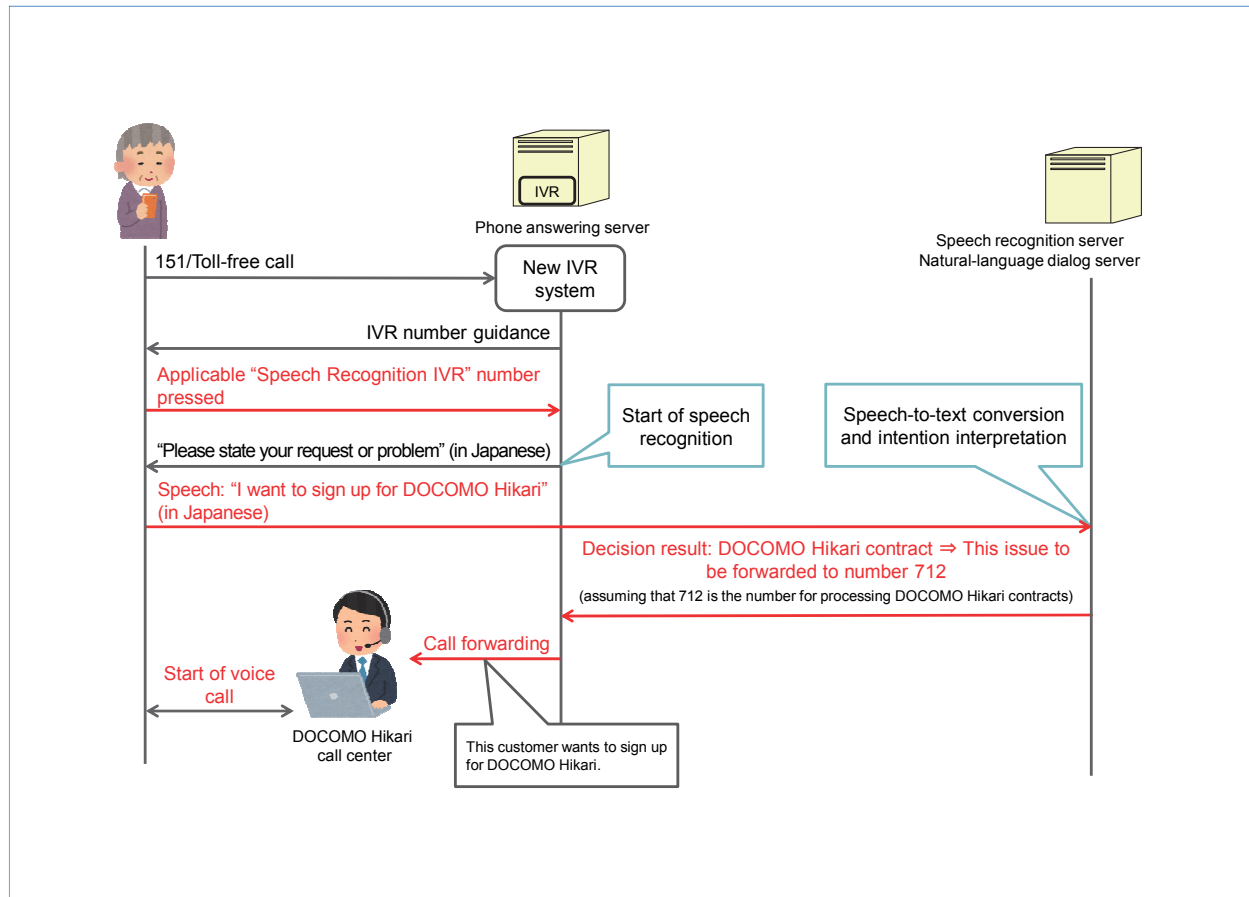 IVR
Phone answering server
Speech recognition server
Natural-language dialog server
151/Toll-free call
New IVR
system
IVR number guidance
Applicable “Speech Recognition IVR” number
pressed
Start of speech
recognition
Speech-to-text conversion
and intention interpretation
“Please state your request or problem” (in Japanese)
Speech: “I want to sign up for DOCOMO Hikari”
(in Japanese)
Decision result: DOCOMO Hikari contract ⇒ This issue to
be forwarded to number 712
(assuming that 712 is the number for processing DOCOMO Hikari contracts)
Call forwarding
Start of voice
call
DOCOMO Hikari
call center
This customer wants to sign up
for DOCOMO Hikari.